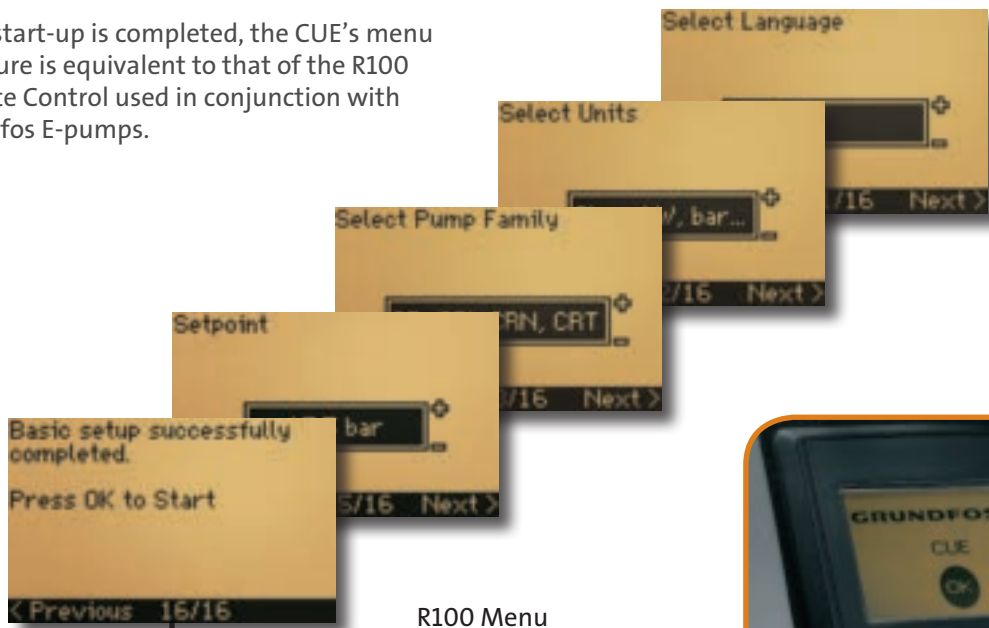 start-up is completed, the CUE's menu
ure is equivalent to that of the R100
te Control used in conjunction with
fos E-pumps.
Select Language
/16 Next >
Select Units
/, bar...
/16 Next >
Select Pump Family
CRN, CRT
/16 Next >
Setpoint
bar
/16 Next >
Basic setup successfully
completed.
Press OK to Start
< Previous 16/16
R100 Menu
GRUNDFOS
CUE
OK